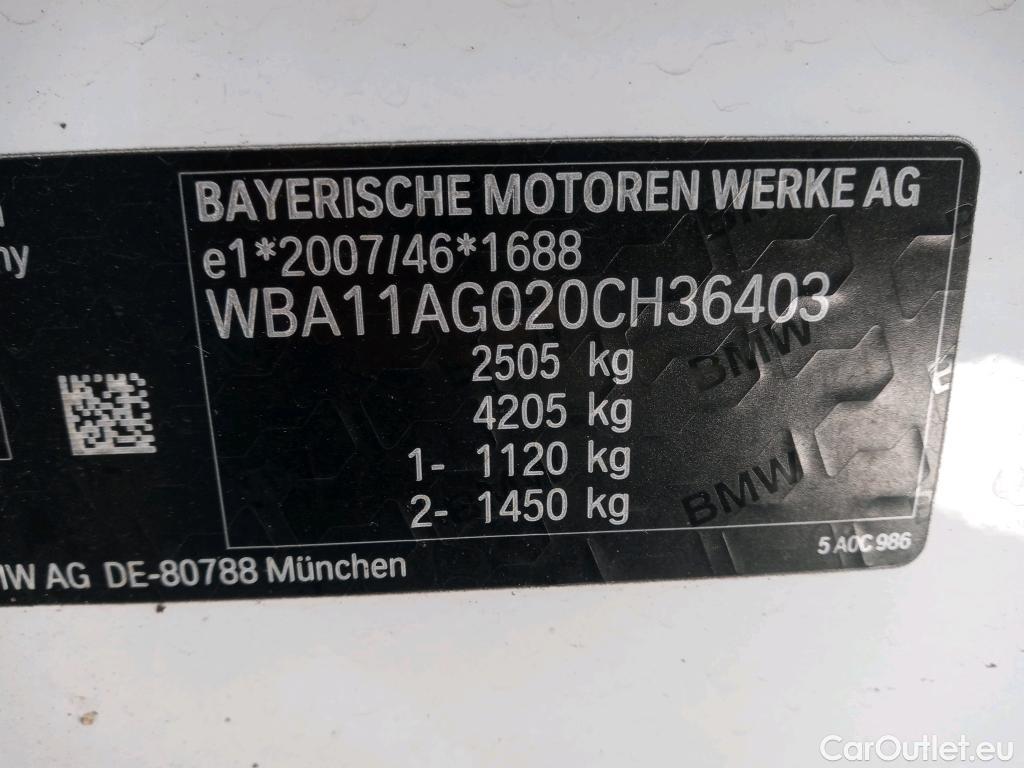 BAYERISCHE MOTOREN WERKE AG
e1*2007/46*1688
WBA11AG020CH36403
2505 kg
4205 kg
1- 1120 kg
2- 1450 kg
5 A0C 986
AG DE-80788 München
BMW
BMW
CarOutlet.eu